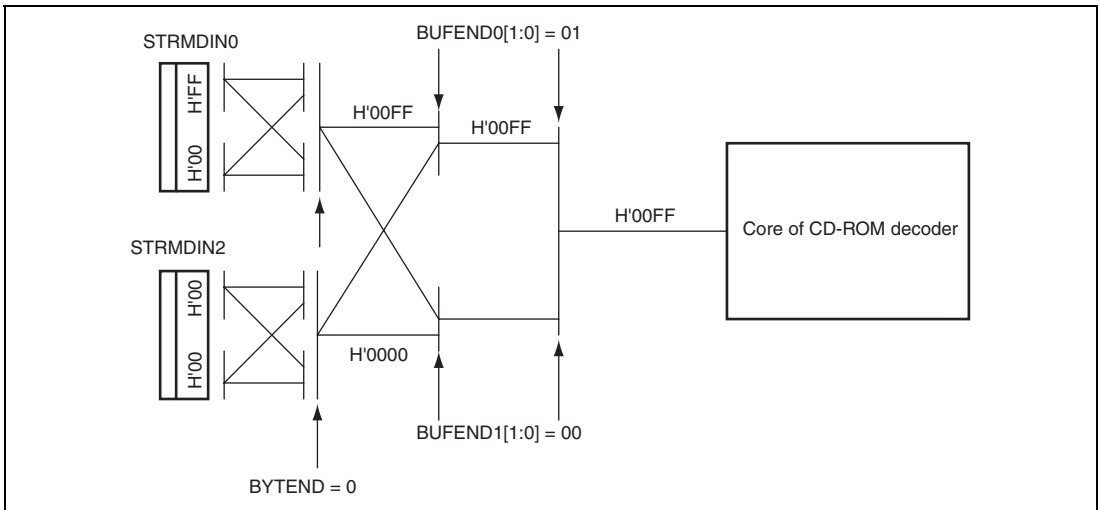 BUFEND0[1:0] = 01
STRMDIN0
H'FF
H'00
H'00FF
H'00FF
H'00FF
Core of CD-ROM decoder
STRMDIN2
H'00
H'00
H'0000
BUFEND1[1:0] = 00
BYTEND = 0